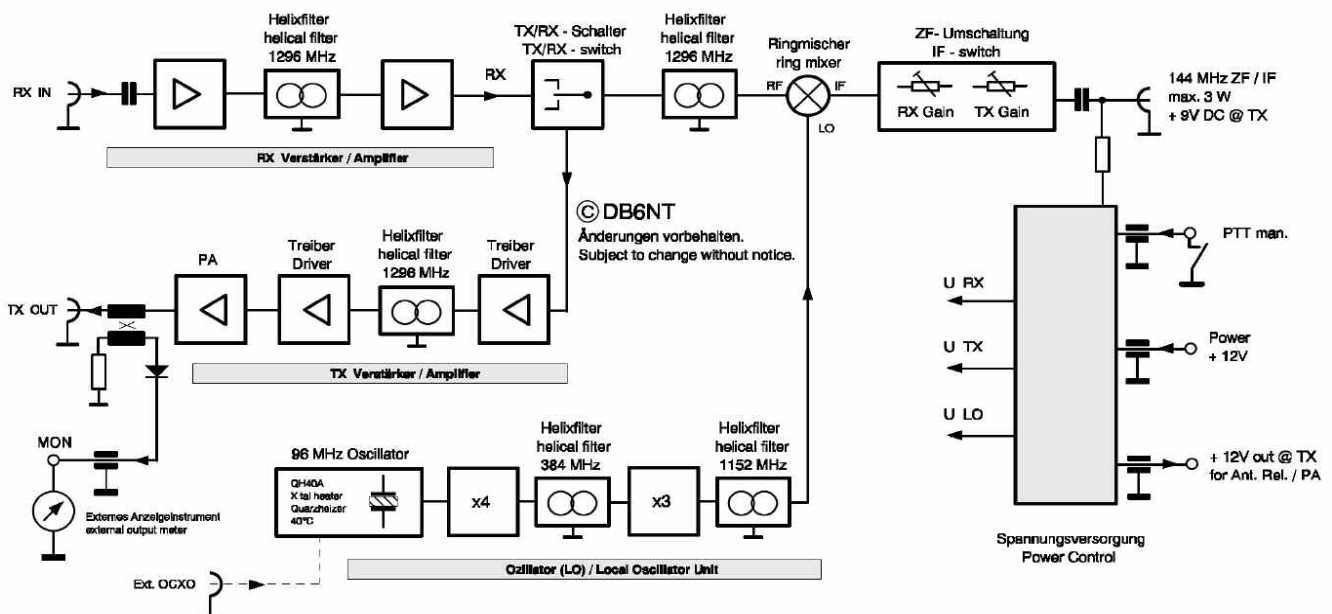 Helixfilter
helical filter
1296 MHz
TX/RX - Schalter
TX/RX - switch
Helixfilter
helical filter
1296 MHz
Ringmischer
ring mixer
ZF- Umschaltung
IF - switch
RX IN
RX
RF
IF
LO
RX Gain
TX Gain
144 MHz ZF / IF
max. 3 W
+ 9V DC @ TX
RX Verstärker / Amplifier
© DB6NT
Änderungen vorbehalten.
Subject to change without notice.
PTT man.
PA
Treiber
Driver
Helixfilter
helical filter
1296 MHz
Treiber
Driver
TX OUT
TX Verstärker / Amplifier
U RX
U TX
U LO
Power
+ 12V
+ 12V out @ TX
for Ant. Rel. / PA
Spannungsversorgung
Power Control
MON
Externes Anzeigeinstrument
external output meter
96 MHz Oscillator
QH40A
X tal heater
Quarzheizer
40°C
x4
Helixfilter
helical filter
384 MHz
x3
Helixfilter
helical filter
1152 MHz
Ext. OCXO
Ozillator (LO) / Local Oscillator Unit